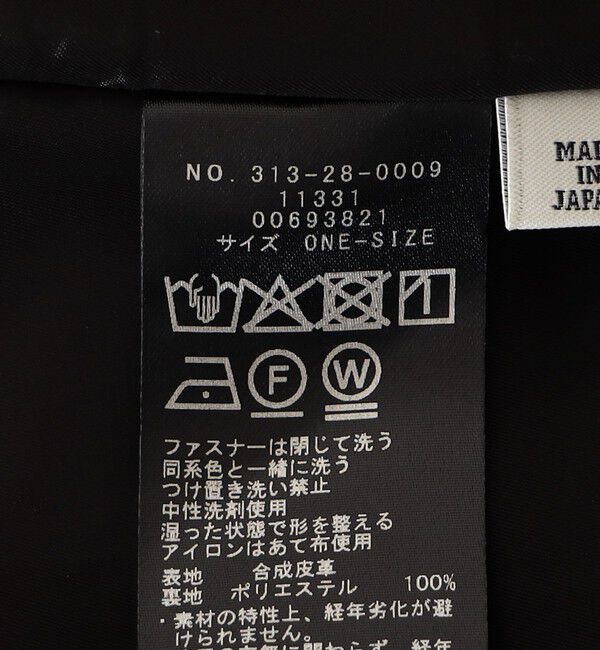 NO. 313-28-0009
11331
00693821
サイズ ONE-SIZE
F W
ファスナーは閉じて洗う
同系色と一緒に洗う
つけ置き洗い禁止
中性洗剤使用
湿った状態で形を整える
アイロンはあて布使用
表地 合成皮革
裏地 ポリエステル 100%
・素材の特性上、経年劣化が避
けられません。
MADE
IN
JAPAN